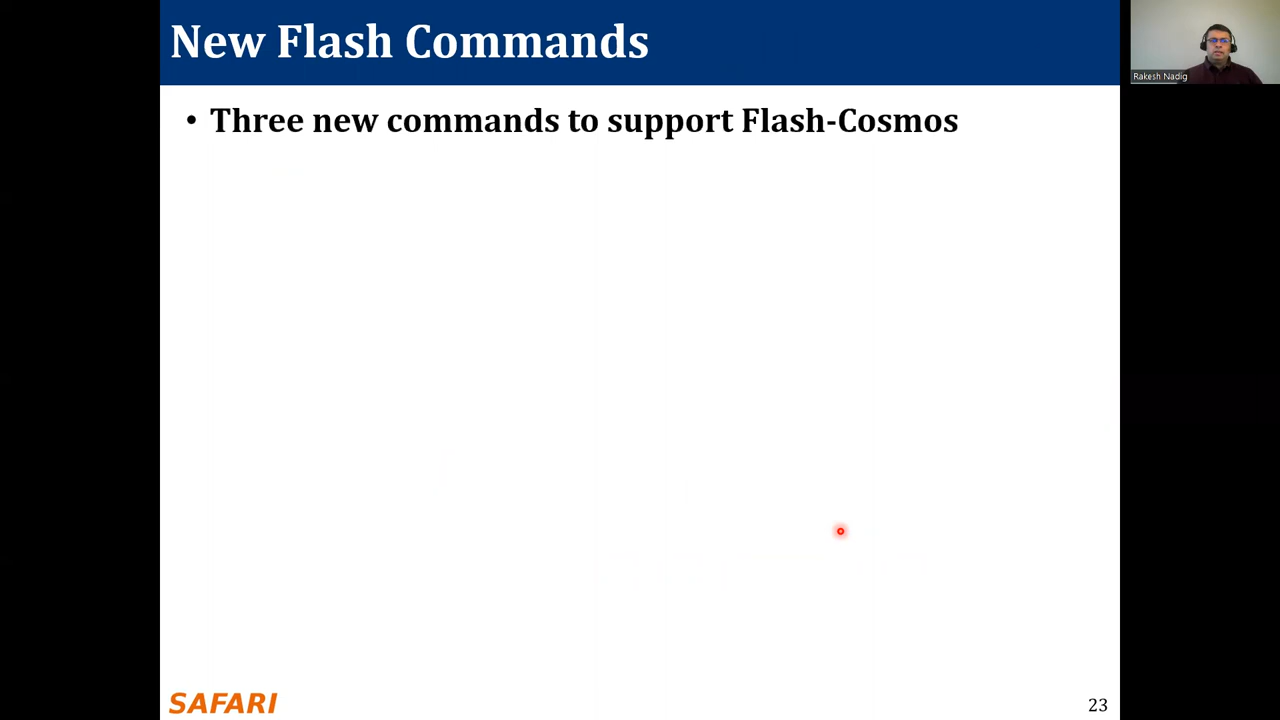 New Flash Commands
Rakesh Nadig
• Three new commands to support Flash-Cosmos
SAFARI
23